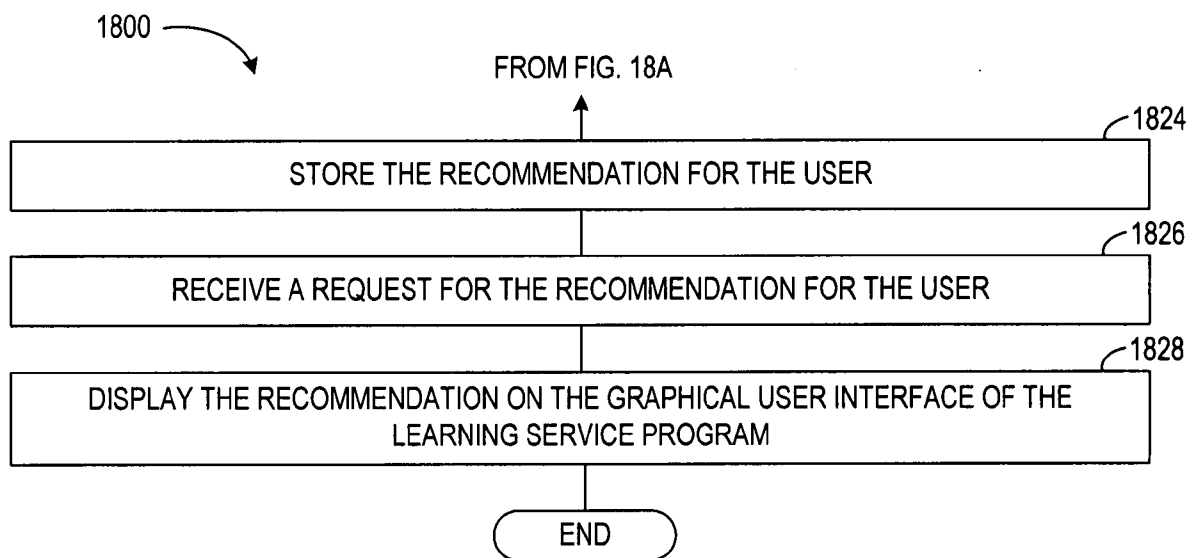 1800
FROM FIG. 18A
1824
STORE THE RECOMMENDATION FOR THE USER
1826
RECEIVE A REQUEST FOR THE RECOMMENDATION FOR THE USER
1828
DISPLAY THE RECOMMENDATION ON THE GRAPHICAL USER INTERFACE OF THE
LEARNING SERVICE PROGRAM
END